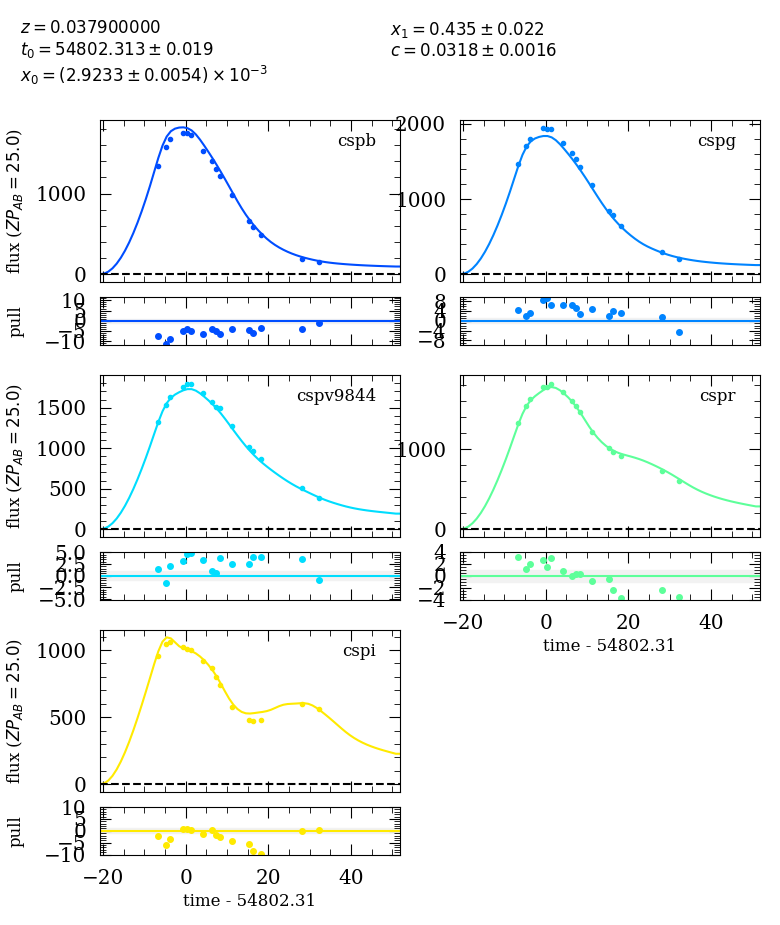 z = 0.037900000
t₀ = 54802.313 ± 0.019
x₀ = (2.9233 ± 0.0054) × 10⁻³
x₁ = 0.435 ± 0.022
c = 0.0318 ± 0.0016
flux (ZP_AB = 25.0)
1000
0
cspb
2000
1000
0
cspg
pull
10
5
0
−5
−10
8
4
0
−4
−8
flux (ZP_AB = 25.0)
1500
1000
500
0
cspv9844
1000
0
cspr
pull
5.0
2.5
0.0
−2.5
−5.0
4
2
0
−2
−4
−20 0 20 40
time - 54802.31
flux (ZP_AB = 25.0)
1000
500
0
cspi
pull
10
5
0
−5
−10
−20 0 20 40
time - 54802.31